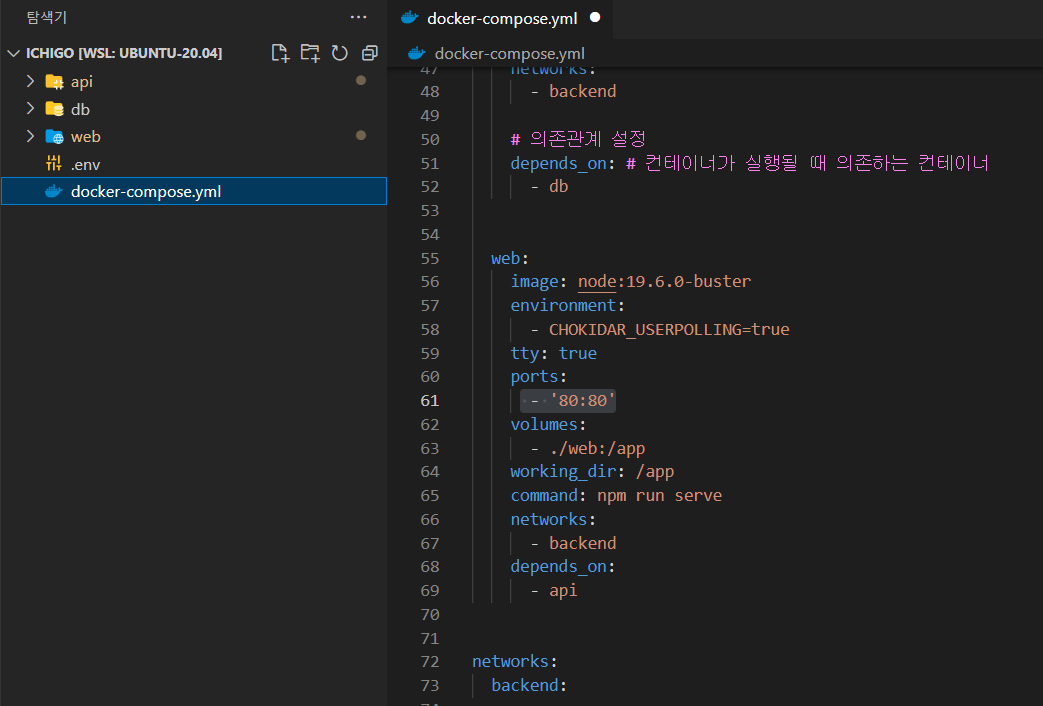 탐색기
ICHIGO [WSL: UBUNTU-20.04]
api
db
web
.env
docker-compose.yml
docker-compose.yml
docker-compose.yml
47 networks:
48 - backend
49
50 # 의존관계 설정
51 depends_on: # 컨테이너가 실행될 때 의존하는 컨테이너
52 - db
53
54
55 web:
56 image: node:19.6.0-buster
57 environment:
58 - CHOKIDAR_USERPOLLING=true
59 tty: true
60 ports:
61 - '80:80'
62 volumes:
63 - ./web:/app
64 working_dir: /app
65 command: npm run serve
66 networks:
67 - backend
68 depends_on:
69 - api
70
71
72 networks:
73 backend: